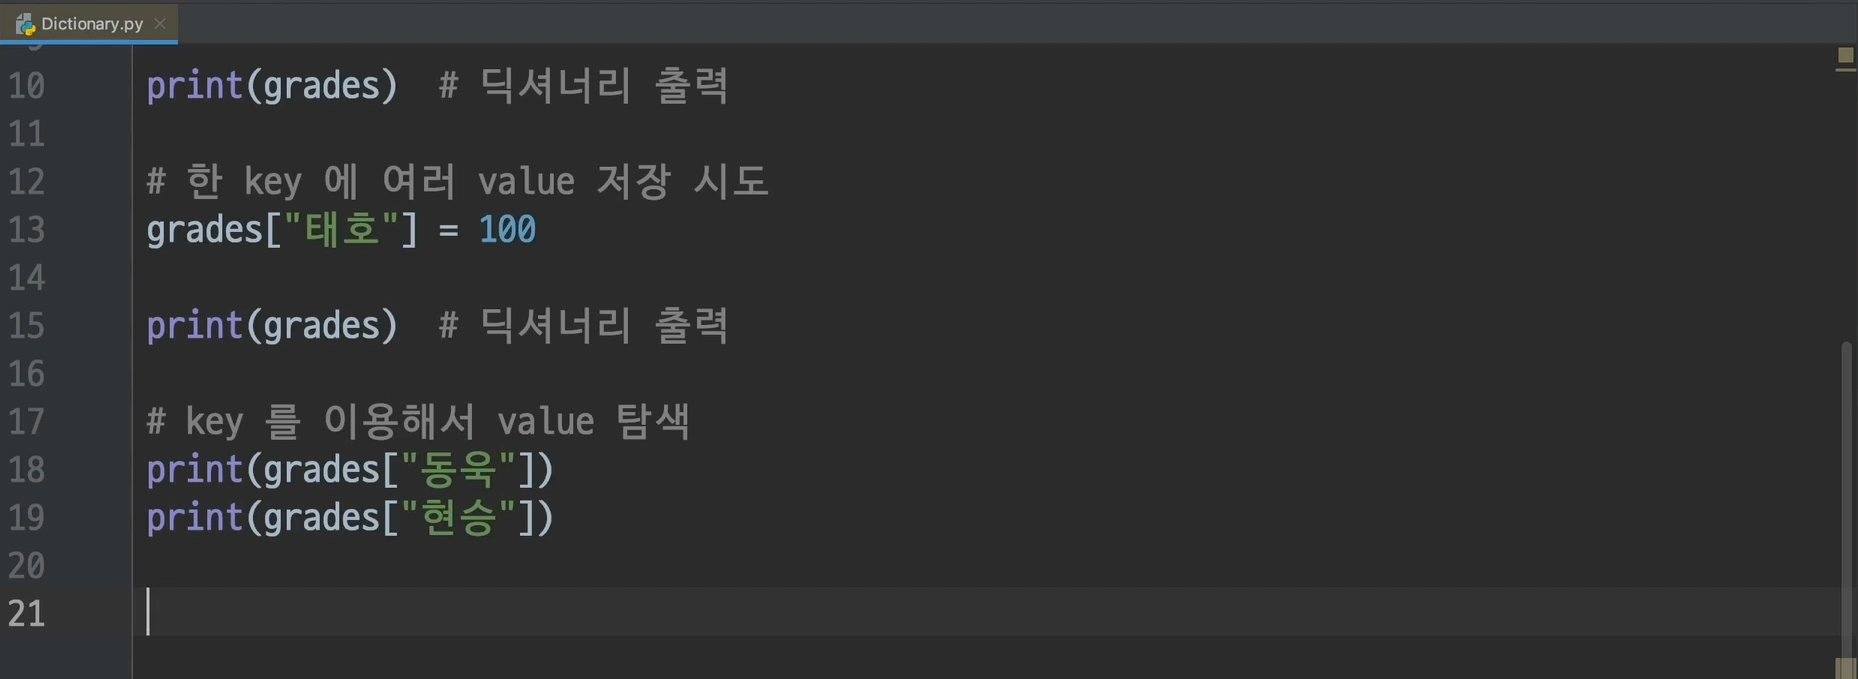 Dictionary.py
10 print(grades)  # 딕셔너리 출력
11
12 # 한 key 에 여러 value 저장 시도
13 grades["태호"] = 100
14
15 print(grades)  # 딕셔너리 출력
16
17 # key 를 이용해서 value 탐색
18 print(grades["동욱"])
19 print(grades["현승"])
20
21